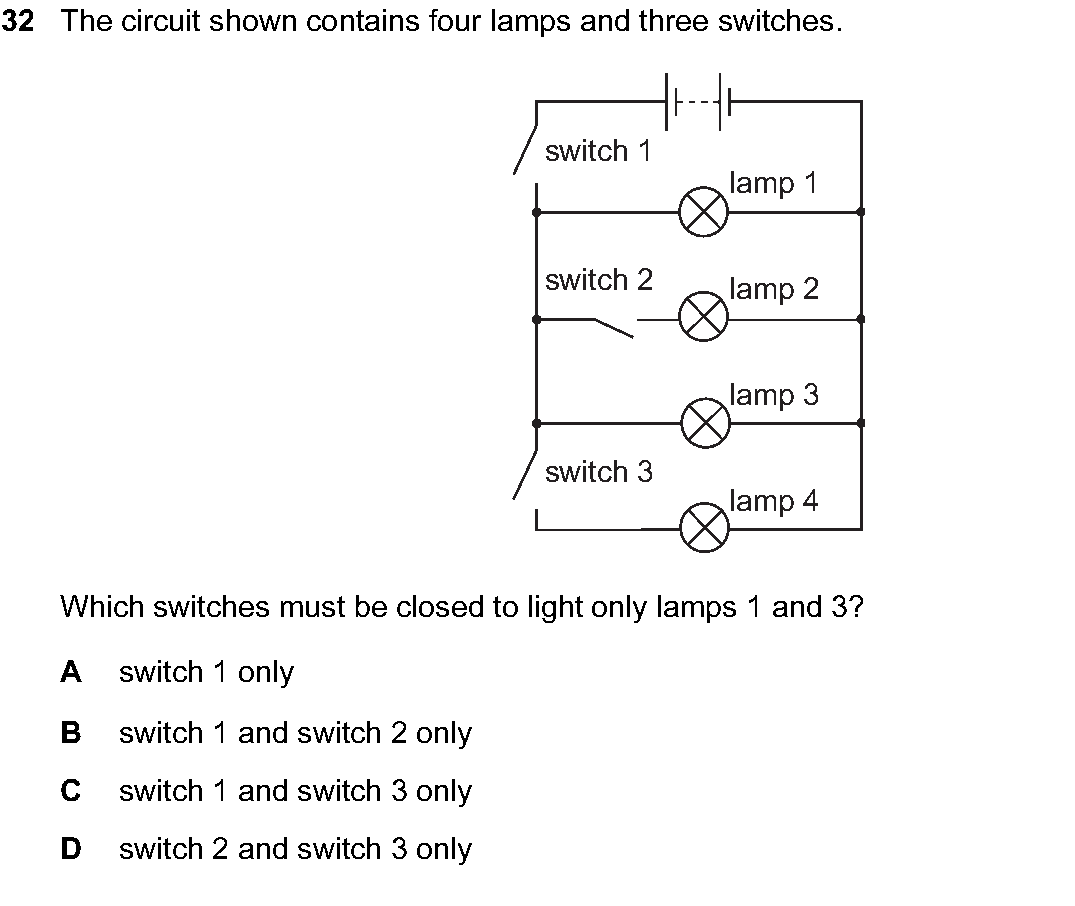 32 The circuit shown contains four lamps and three switches.
switch 1
lamp 1
switch 2
lamp 2
lamp 3
switch 3
lamp 4
Which switches must be closed to light only lamps 1 and 3?
A switch 1 only
B switch 1 and switch 2 only
C switch 1 and switch 3 only
D switch 2 and switch 3 only